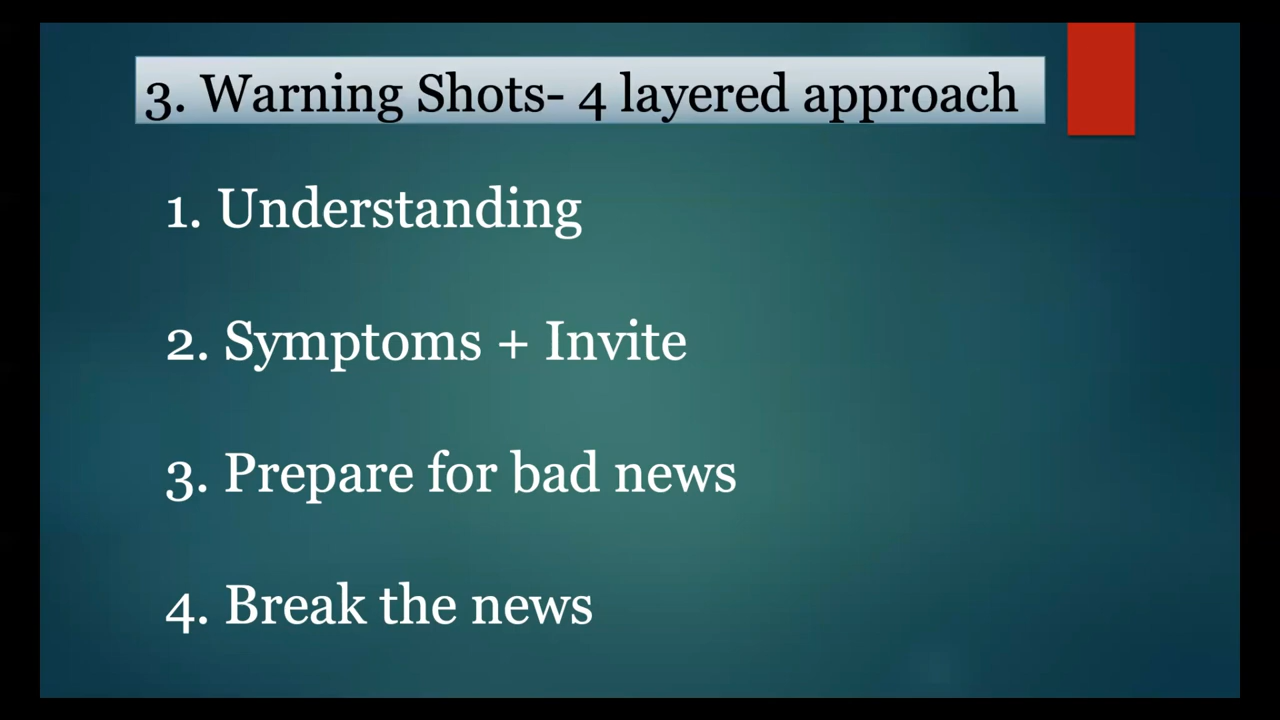 3. Warning Shots- 4 layered approach
1. Understanding
2. Symptoms + Invite
3. Prepare for bad news
4. Break the news